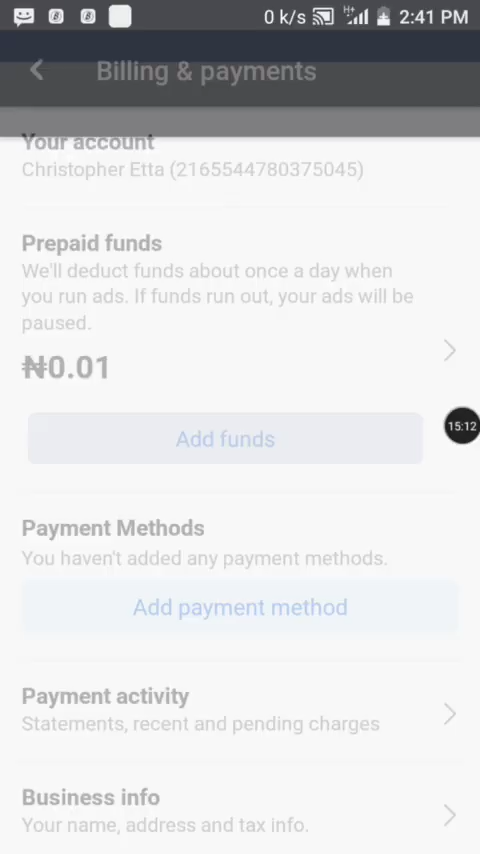 0 k/s H+ 2:41 PM
Billing & payments
Your account
Christopher Etta (2165544780375045)
Prepaid funds
We'll deduct funds about once a day when
you run ads. If funds run out, your ads will be
paused.
₦0.01
Add funds
15:12
Payment Methods
You haven't added any payment methods.
Add payment method
Payment activity
Statements, recent and pending charges
Business info
Your name, address and tax info.